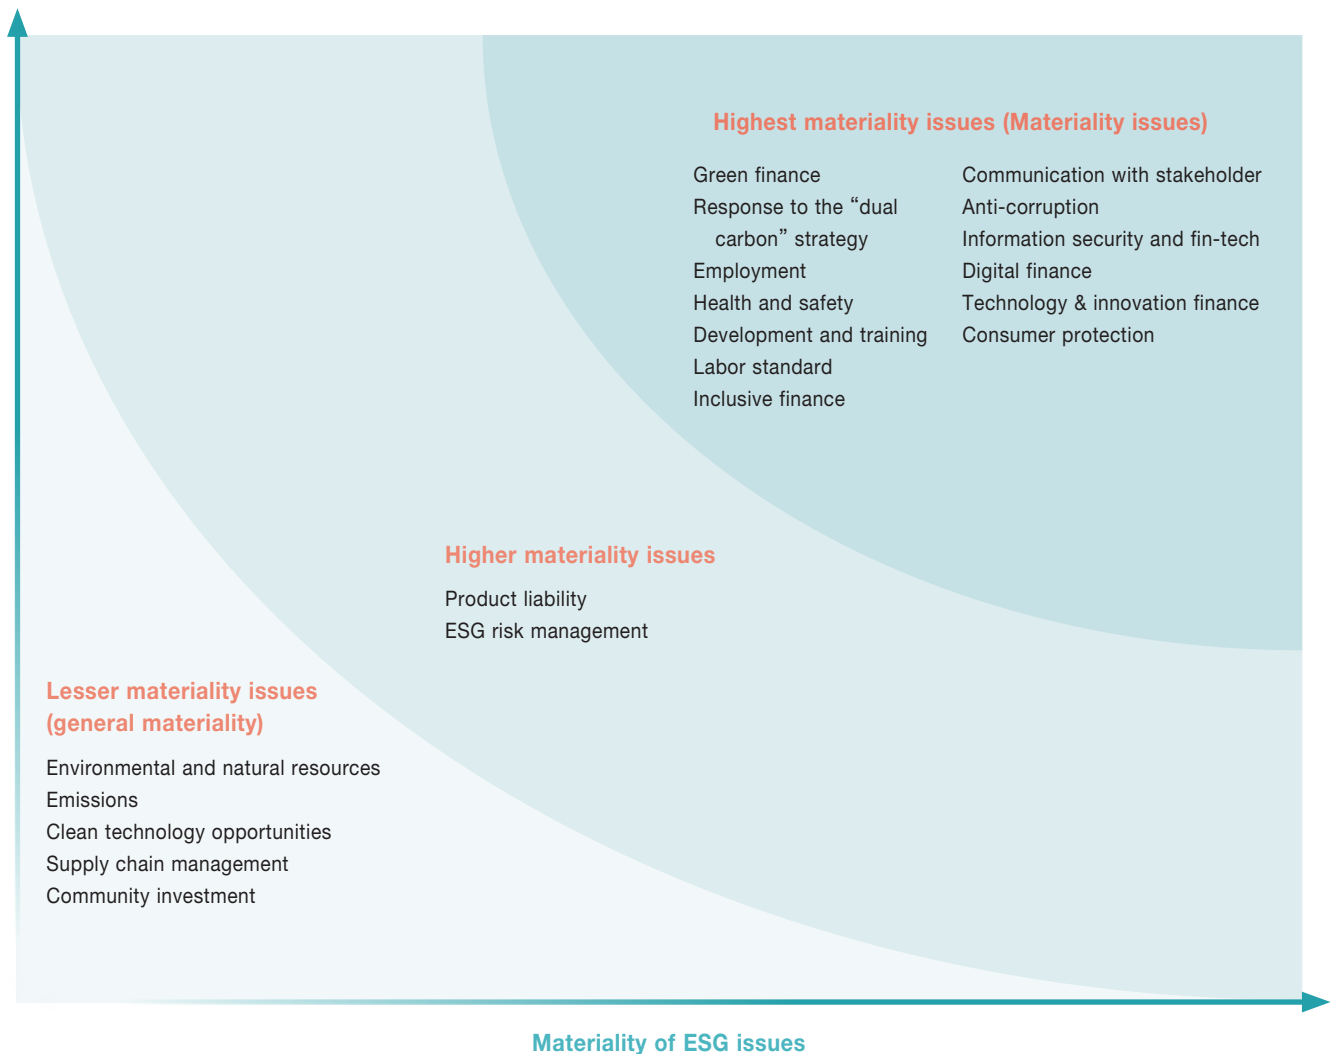 Highest materiality issues (Materiality issues)
Green finance
Response to the “dual
carbon” strategy
Employment
Health and safety
Development and training
Labor standard
Inclusive finance
Communication with stakeholder
Anti-corruption
Information security and fin-tech
Digital finance
Technology & innovation finance
Consumer protection
Higher materiality issues
Product liability
ESG risk management
Lesser materiality issues
(general materiality)
Environmental and natural resources
Emissions
Clean technology opportunities
Supply chain management
Community investment
Materiality of ESG issues